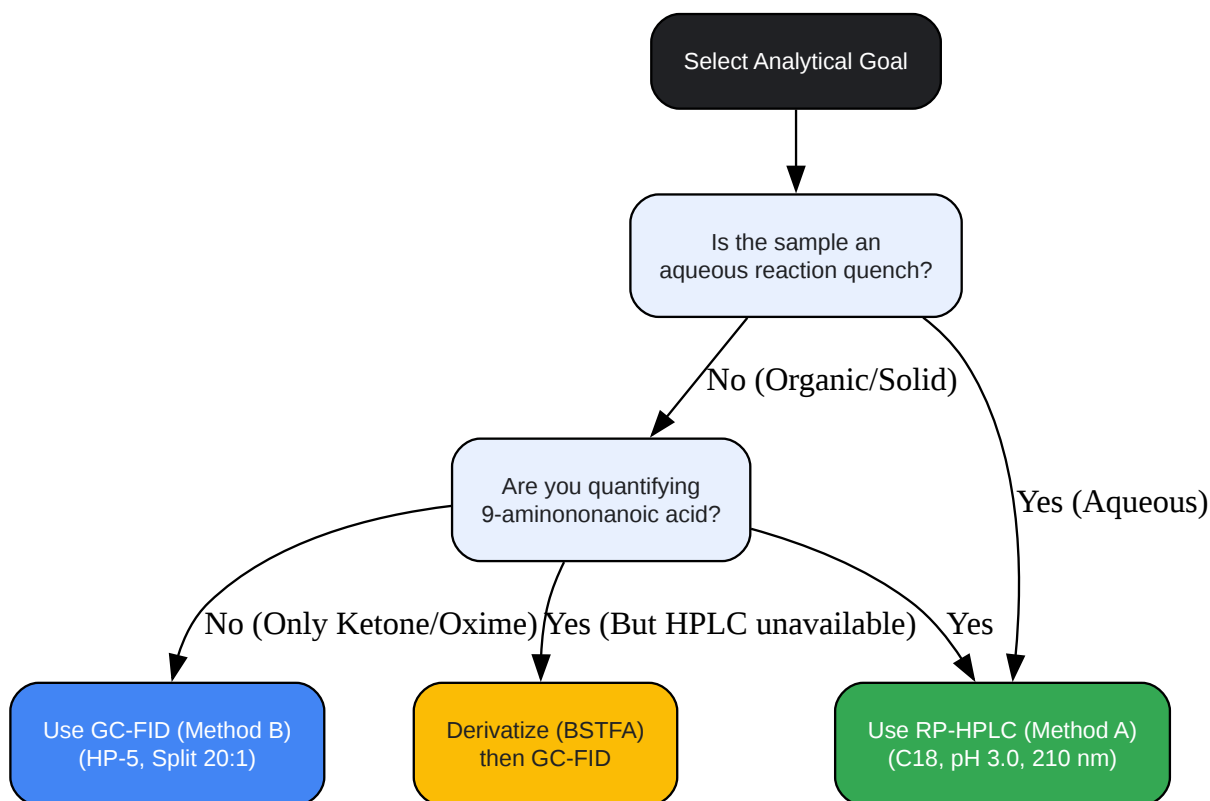 Select Analytical Goal
Is the sample an
aqueous reaction quench?
No (Organic/Solid)
Are you quantifying
9-aminononanoic acid?
Yes (Aqueous)
No (Only Ketone/Oxime)
Yes (But HPLC unavailable)
Yes
Use GC-FID (Method B)
(HP-5, Split 20:1)
Derivatize (BSTFA)
then GC-FID
Use RP-HPLC (Method A)
(C18, pH 3.0, 210 nm)